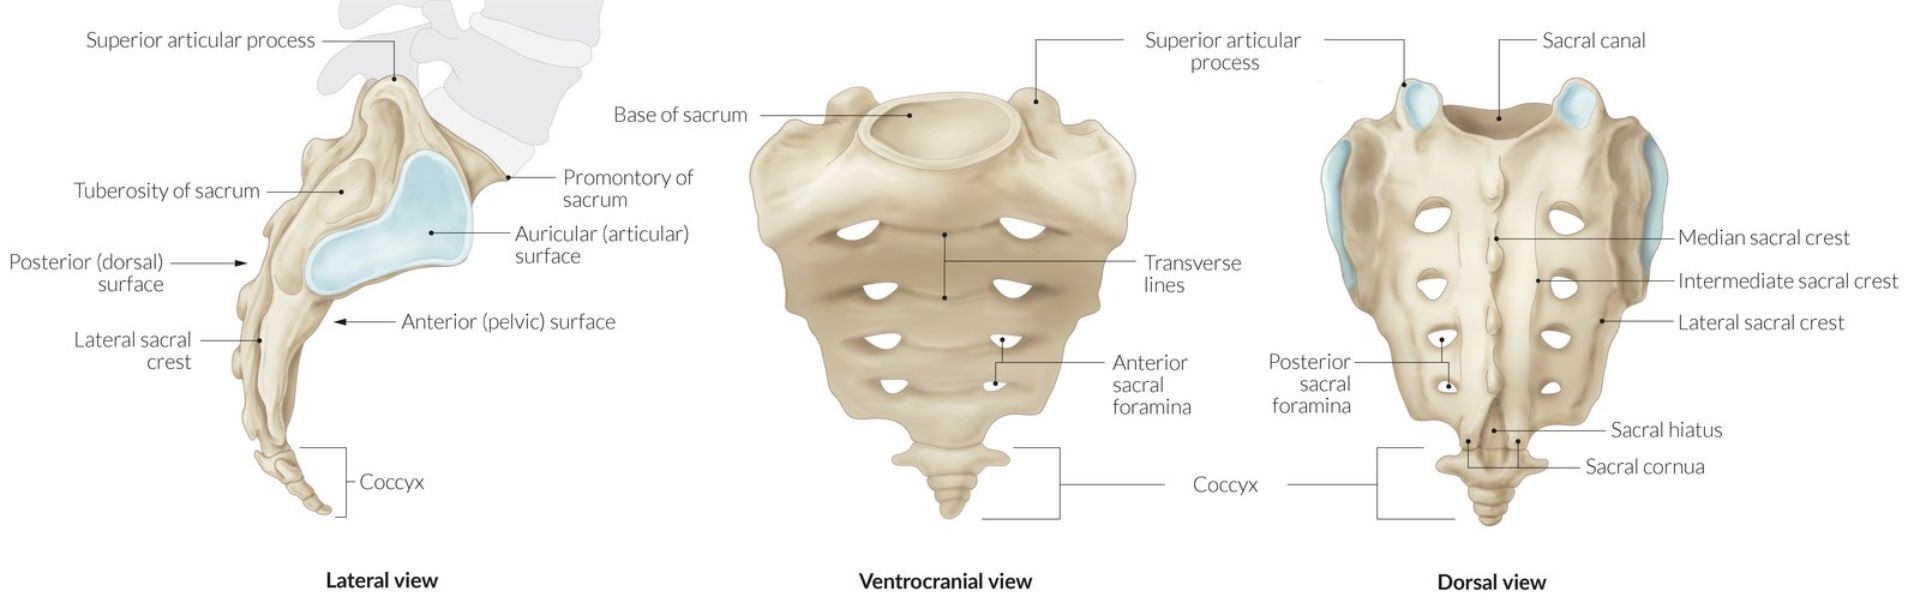 Superior articular process
Tuberosity of sacrum
Posterior (dorsal)
surface
Lateral sacral
crest
Promontory of
sacrum
Auricular (articular)
surface
Anterior (pelvic) surface
Coccyx
Lateral view
Base of sacrum
Superior articular
process
Transverse
lines
Anterior
sacral
foramina
Coccyx
Ventrocranial view
Sacral canal
Median sacral crest
Intermediate sacral crest
Lateral sacral crest
Posterior
sacral
foramina
Sacral hiatus
Sacral cornua
Dorsal view